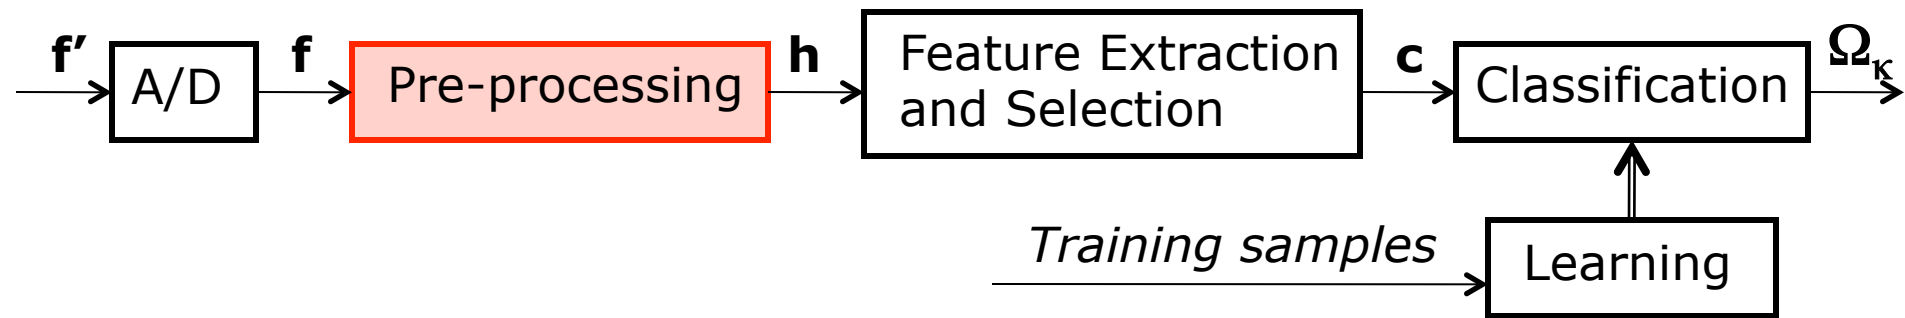 f’
A/D
f
Pre-processing
h
Feature Extraction
and Selection
c
Classification
Ωκ
Training samples
Learning